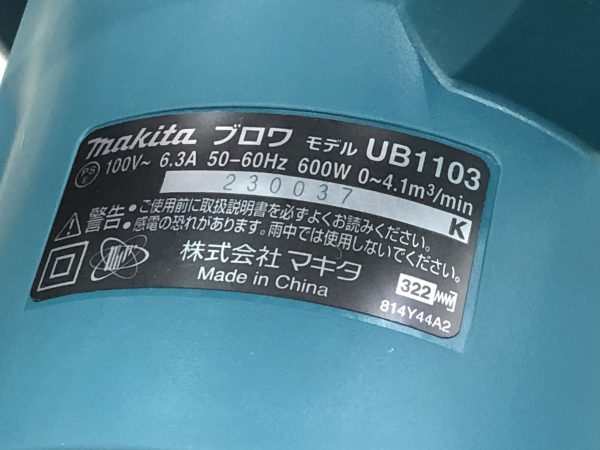 makita ブロワ モデル UB1103
PSE 100V~ 6.3A 50-60Hz 600W 0~4.1m³/min
230037 K
警告 • ご使用前に取扱説明書を必ずよくお読みください。
• 感電の恐れがあります。雨中では使用しないでください。
株式会社 マキタ
Made in China
322
814Y44A2